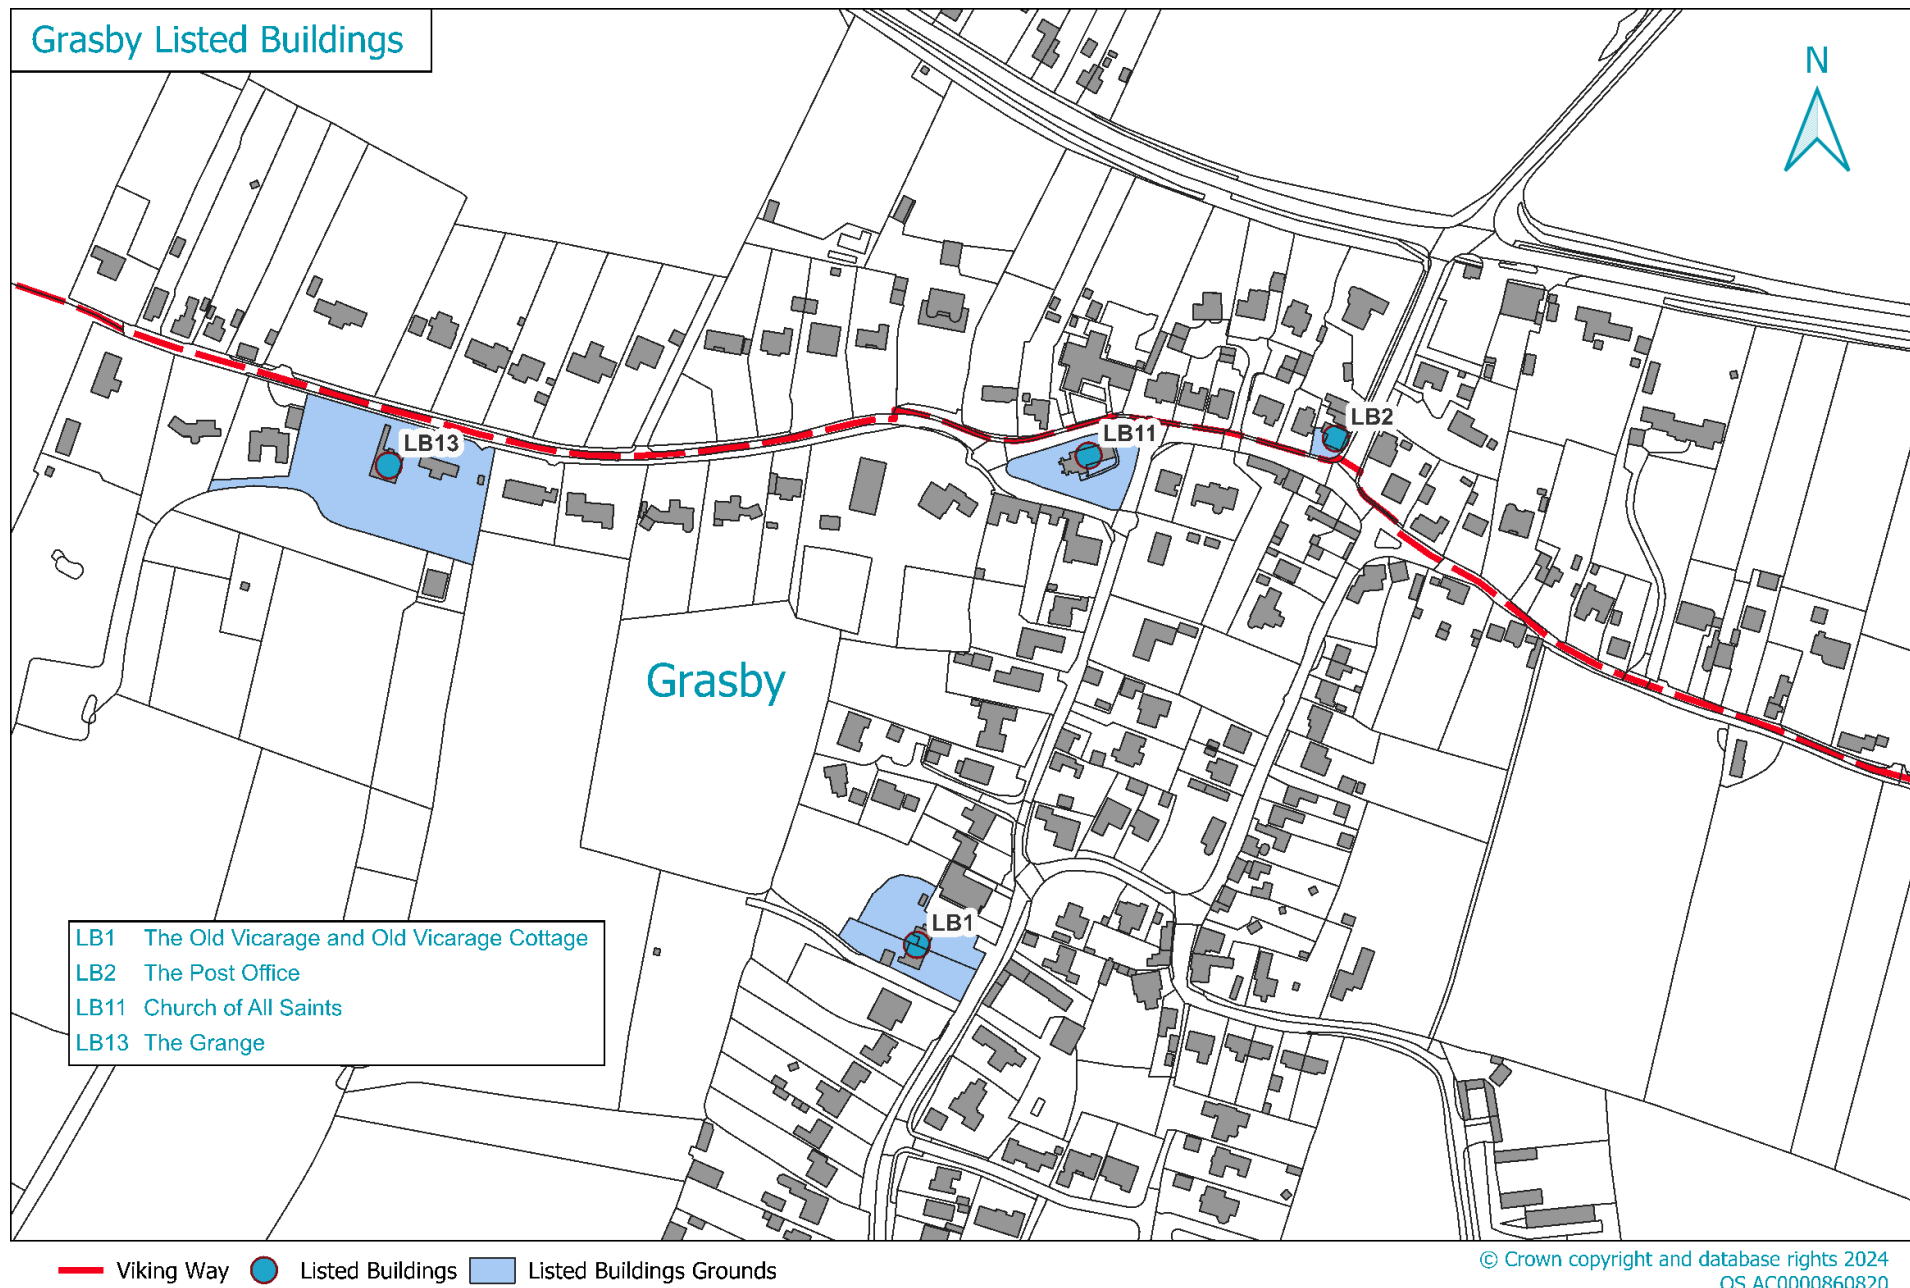 Grasby Listed Buildings
N
LB2
LB11
LB13
Grasby
LB1
LB1 The Old Vicarage and Old Vicarage Cottage
LB2 The Post Office
LB11 Church of All Saints
LB13 The Grange
Viking Way
Listed Buildings
Listed Buildings Grounds
© Crown copyright and database rights 2024
OS AC0000860820